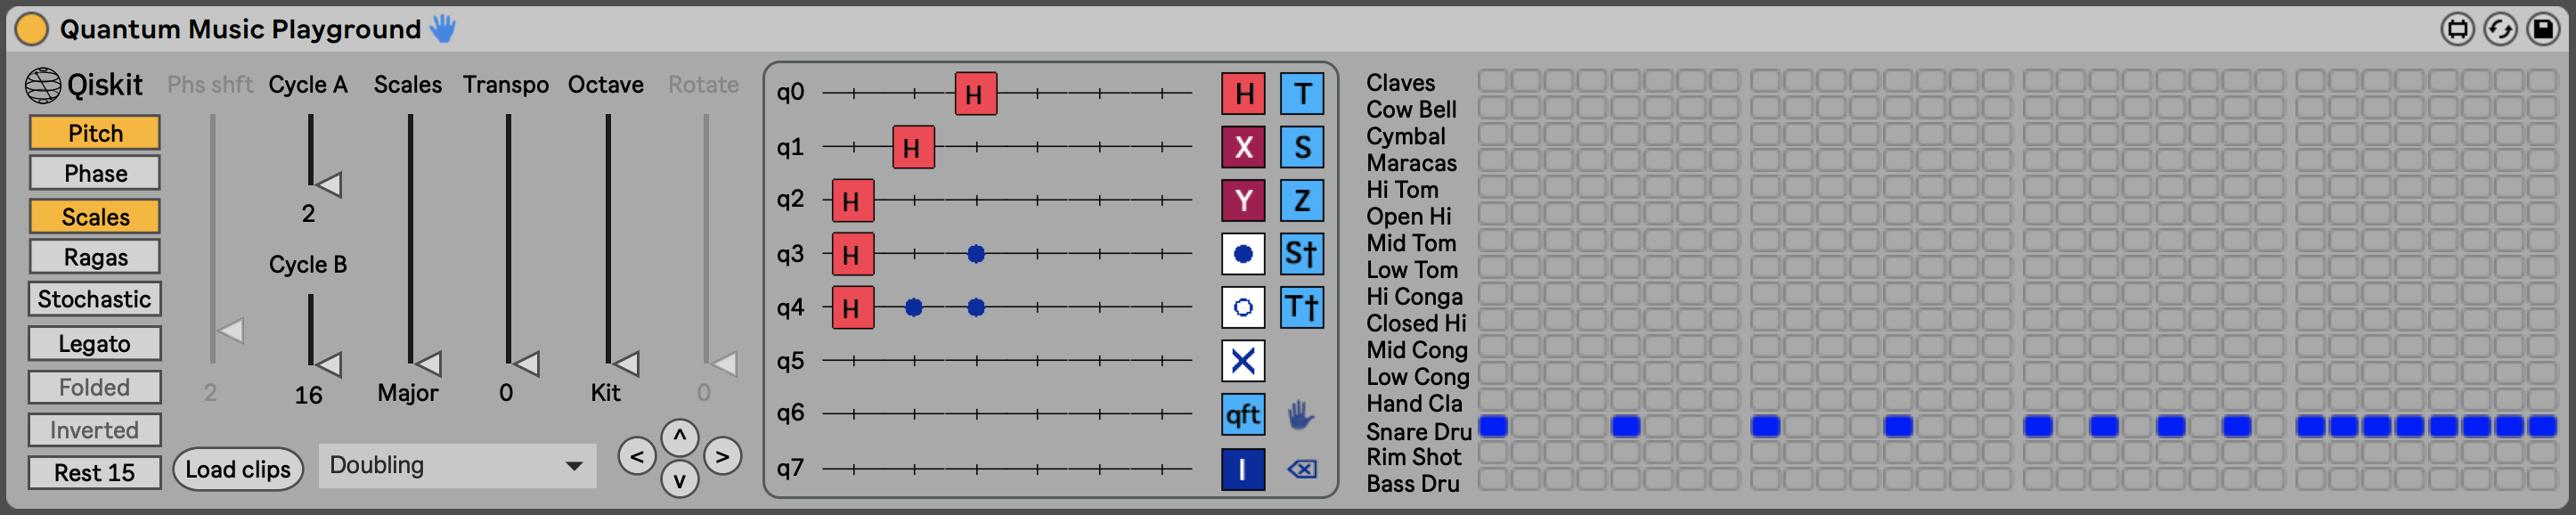 Quantum Music Playground
Qiskit
Phs shft
Cycle A
Scales
Transpo
Octave
Rotate
Pitch
Phase
Scales
Ragas
Stochastic
Legato
Folded
Inverted
Rest 15
2
2
Cycle B
16
Major
0
Kit
0
Load clips
Doubling
<
^
v
>
q0 H
q1 H
q2 H
q3 H
q4 H
q5
q6
q7
H T
X S
Y Z
S†
T†
qft
I
Claves
Cow Bell
Cymbal
Maracas
Hi Tom
Open Hi
Mid Tom
Low Tom
Hi Conga
Closed Hi
Mid Cong
Low Cong
Hand Cla
Snare Dru
Rim Shot
Bass Dru